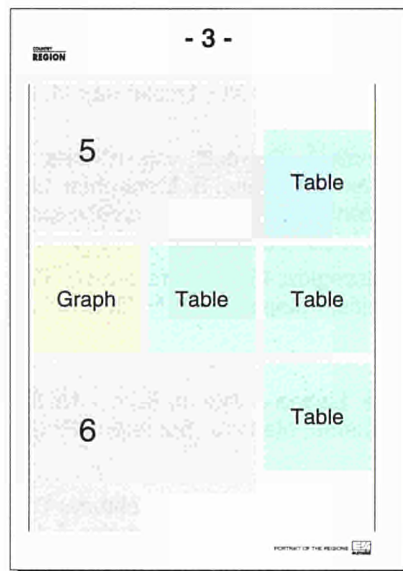 - 3 -
COUNTRY
REGION
5
Table
Graph
Table
Table
6
Table
PORTRAIT OF THE REGIONS